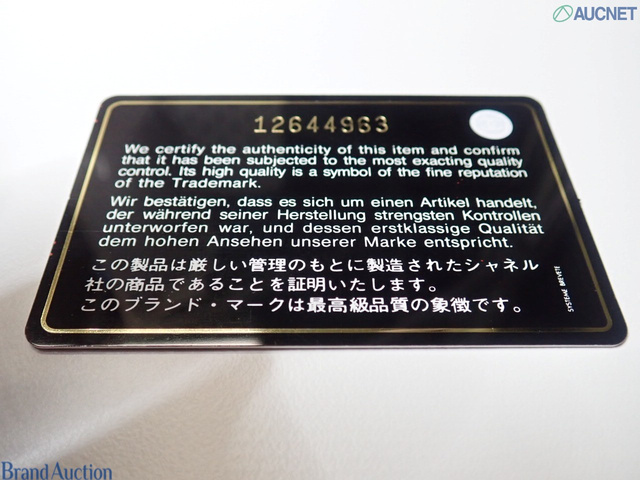 AUCNET
12644963
We certify the authenticity of this item and confirm
that it has been subjected to the most exacting quality
control. Its high quality is a symbol of the fine reputation
of the Trademark.
Wir bestätigen, dass es sich um einen Artikel handelt,
der während seiner Herstellung strengsten Kontrollen
unterworfen war, und dessen erstklassige Qualität
dem hohen Ansehen unserer Marke entspricht.
この製品は厳しい管理のもとに製造されたシャネル
社の商品であることを証明いたします。
このブランド・マークは最高級品質の象徴です。
SYSTEME BREVETE
Brand Auction